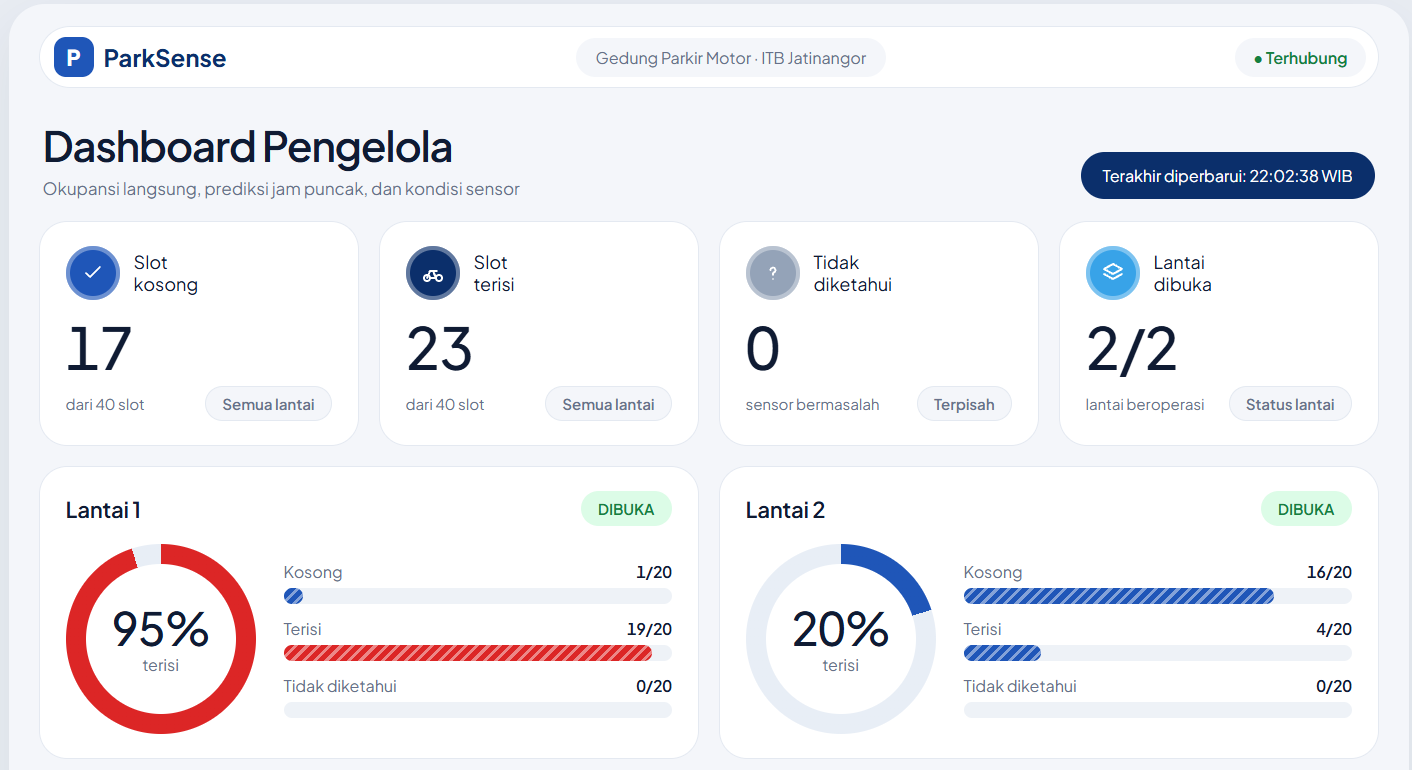 P ParkSense
Gedung Parkir Motor · ITB Jatinangor
● Terhubung
Dashboard Pengelola
Okupansi langsung, prediksi jam puncak, dan kondisi sensor
Terakhir diperbarui: 22:02:38 WIB
Slot
kosong
17
dari 40 slot
Semua lantai
Slot
terisi
23
dari 40 slot
Semua lantai
?
Tidak
diketahui
0
sensor bermasalah
Terpisah
Lantai
dibuka
2/2
lantai beroperasi
Status lantai
Lantai 1
DIBUKA
95%
terisi
Kosong 1/20
Terisi 19/20
Tidak diketahui 0/20
Lantai 2
DIBUKA
20%
terisi
Kosong 16/20
Terisi 4/20
Tidak diketahui 0/20